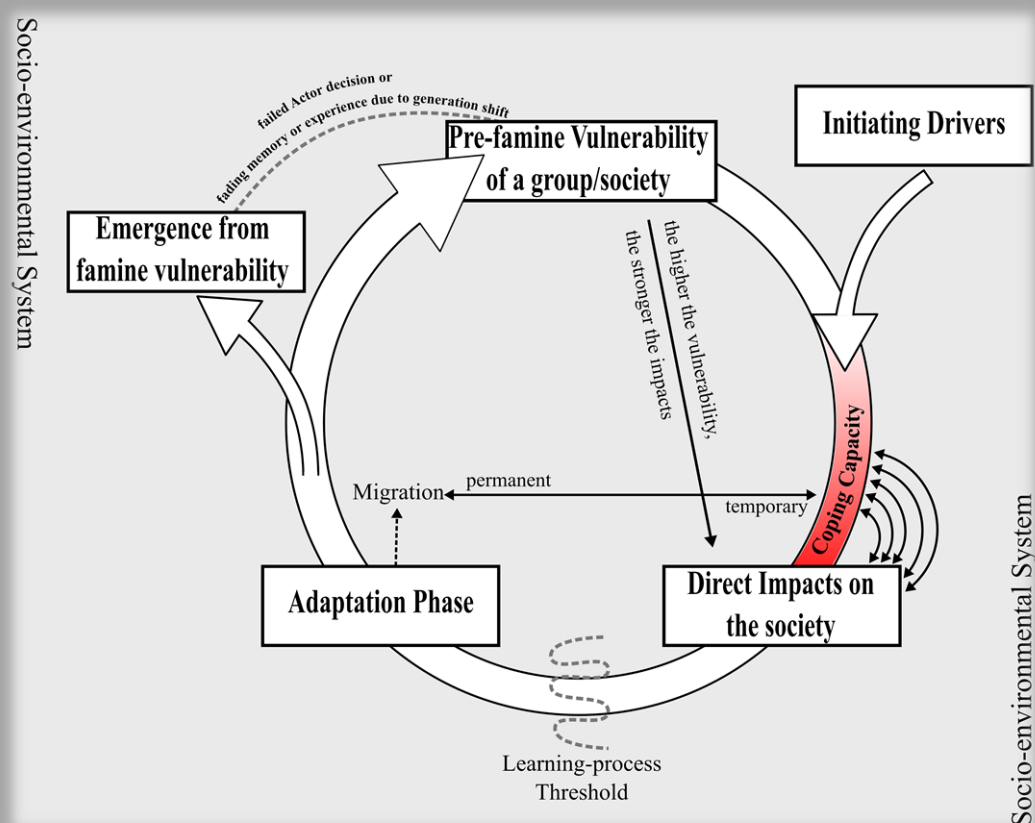 Socio-environmental System
failed Actor decision or
fading memory or experience due to generation shift
Pre-famine Vulnerability
of a group/society
Initiating Drivers
Emergence from
famine vulnerability
the higher the vulnerability,
the stronger the impacts
Coping Capacity
Migration
permanent
temporary
Adaptation Phase
Direct Impacts on
the society
Learning-process
Threshold
Socio-environmental System